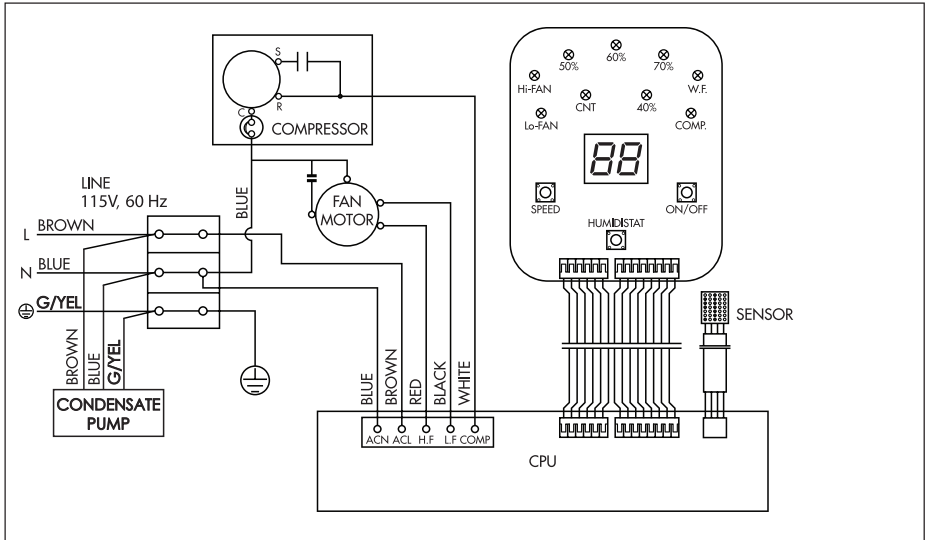 S
R
C
COMPRESSOR
LINE
115V, 60 Hz
L
BROWN
N
BLUE
G/YEL
BLUE
FAN
MOTOR
BROWN
BLUE
G/YEL
CONDENSATE
PUMP
BLUE
BROWN
RED
BLACK
WHITE
ACN ACL H.F L.F COMP
CPU
60%
50%
70%
Hi-FAN
W.F.
CNT
40%
Lo-FAN
COMP.
88
SPEED
ON/OFF
HUMIDISTAT
SENSOR